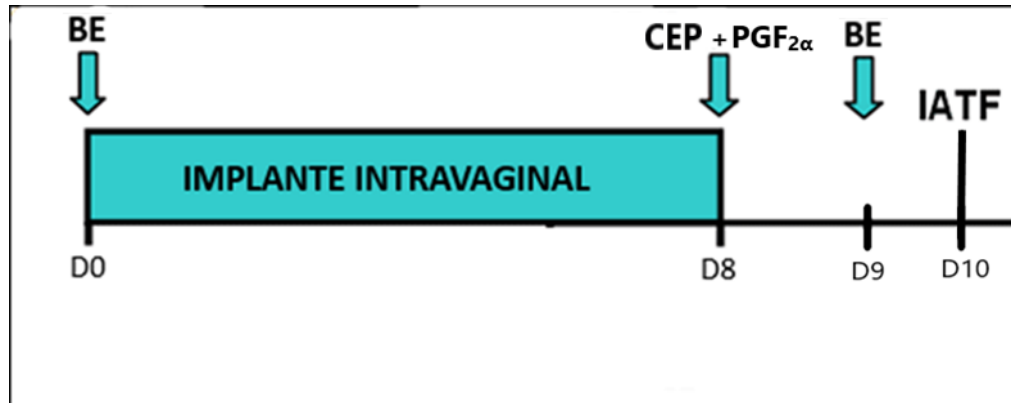 BE
CEP + PGF₂α
BE
IATF
IMPLANTE INTRAVAGINAL
D0
D8
D9
D10